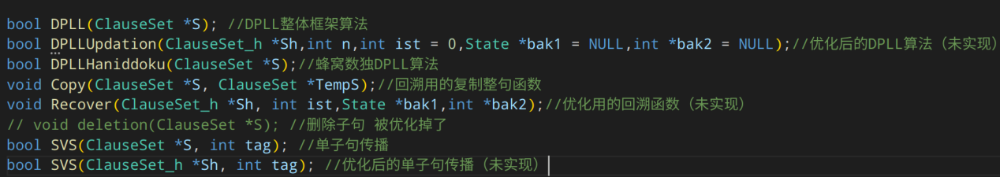 bool DPLL(ClauseSet *S); //DPLL整体框架算法
bool DPLLUpdation(ClauseSet_h *Sh,int n,int ist = 0,State *bak1 = NULL,int *bak2 = NULL);//优化后的DPLL算法（未实现）
bool DPLLHaniddoku(ClauseSet *S);//蜂窝数独DPLL算法
void Copy(ClauseSet *S, ClauseSet *TempS);//回溯用的复制整句函数
void Recover(ClauseSet_h *Sh, int ist,State *bak1,int *bak2);//优化用的回溯函数（未实现）
// void deletion(ClauseSet *S); //删除子句 被优化掉了
bool SVS(ClauseSet *S, int tag); //单子句传播
bool SVS(ClauseSet_h *Sh, int tag); //优化后的单子句传播（未实现）